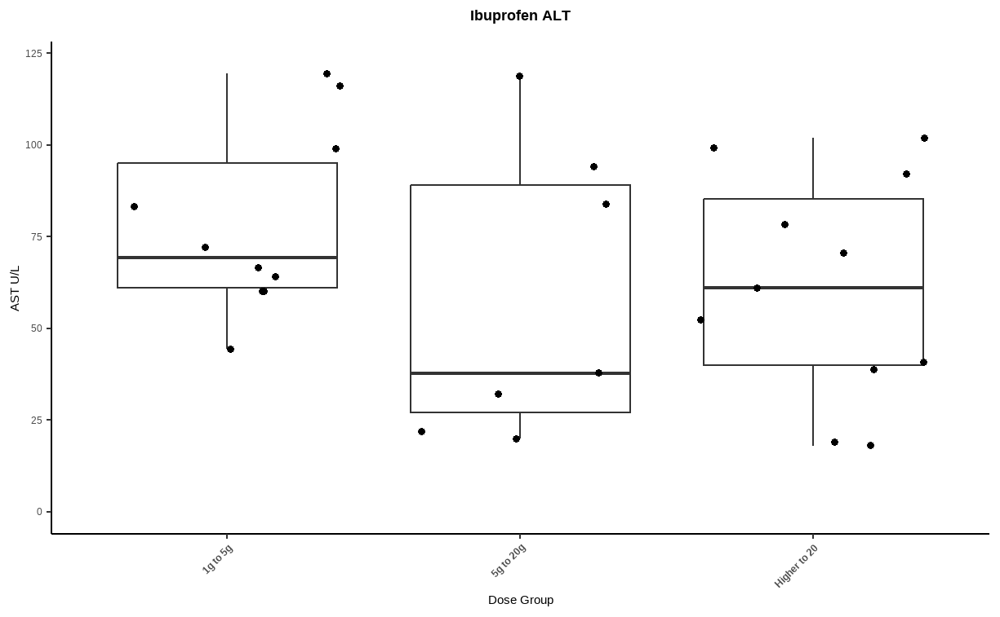 Ibuprofen ALT
125
100
75
50
25
0
AST U/L
1g to 5g
5g to 20g
Higher to 20
Dose Group